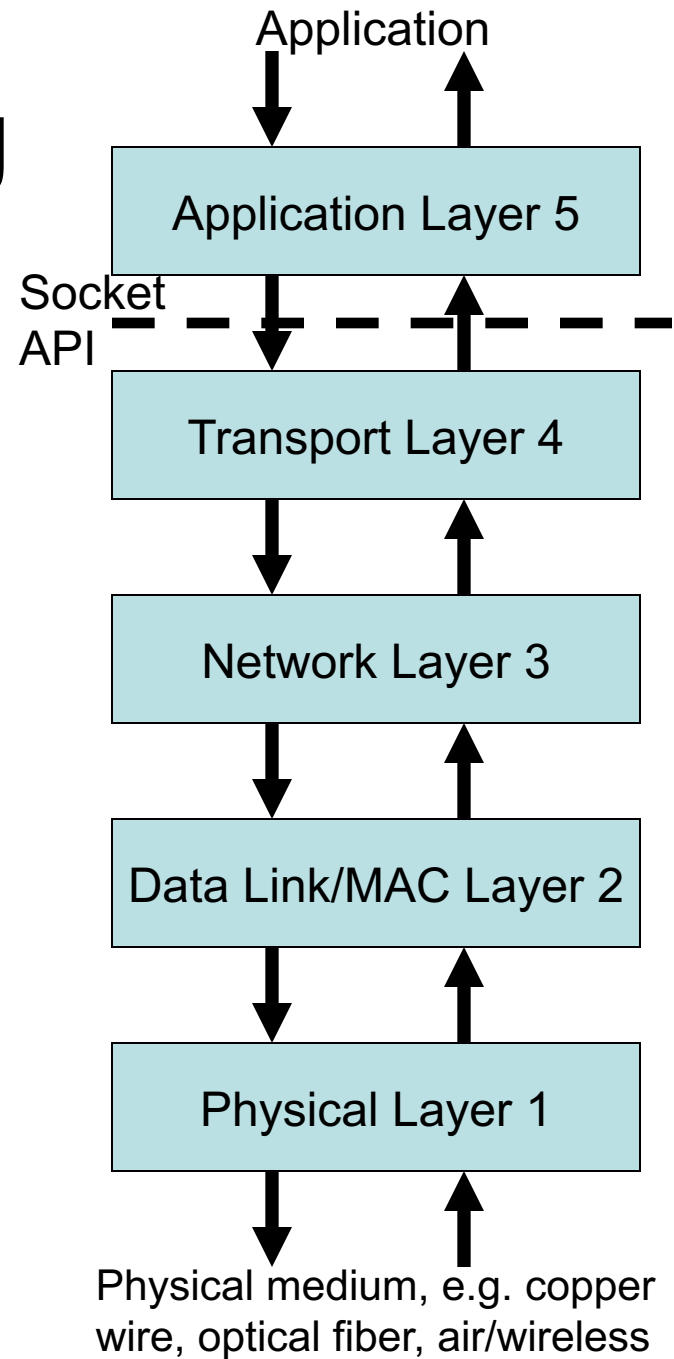 Application
g
Application Layer 5
Socket
API
Transport Layer 4
Network Layer 3
Data Link/MAC Layer 2
Physical Layer 1
Physical medium, e.g. copper
wire, optical fiber, air/wireless